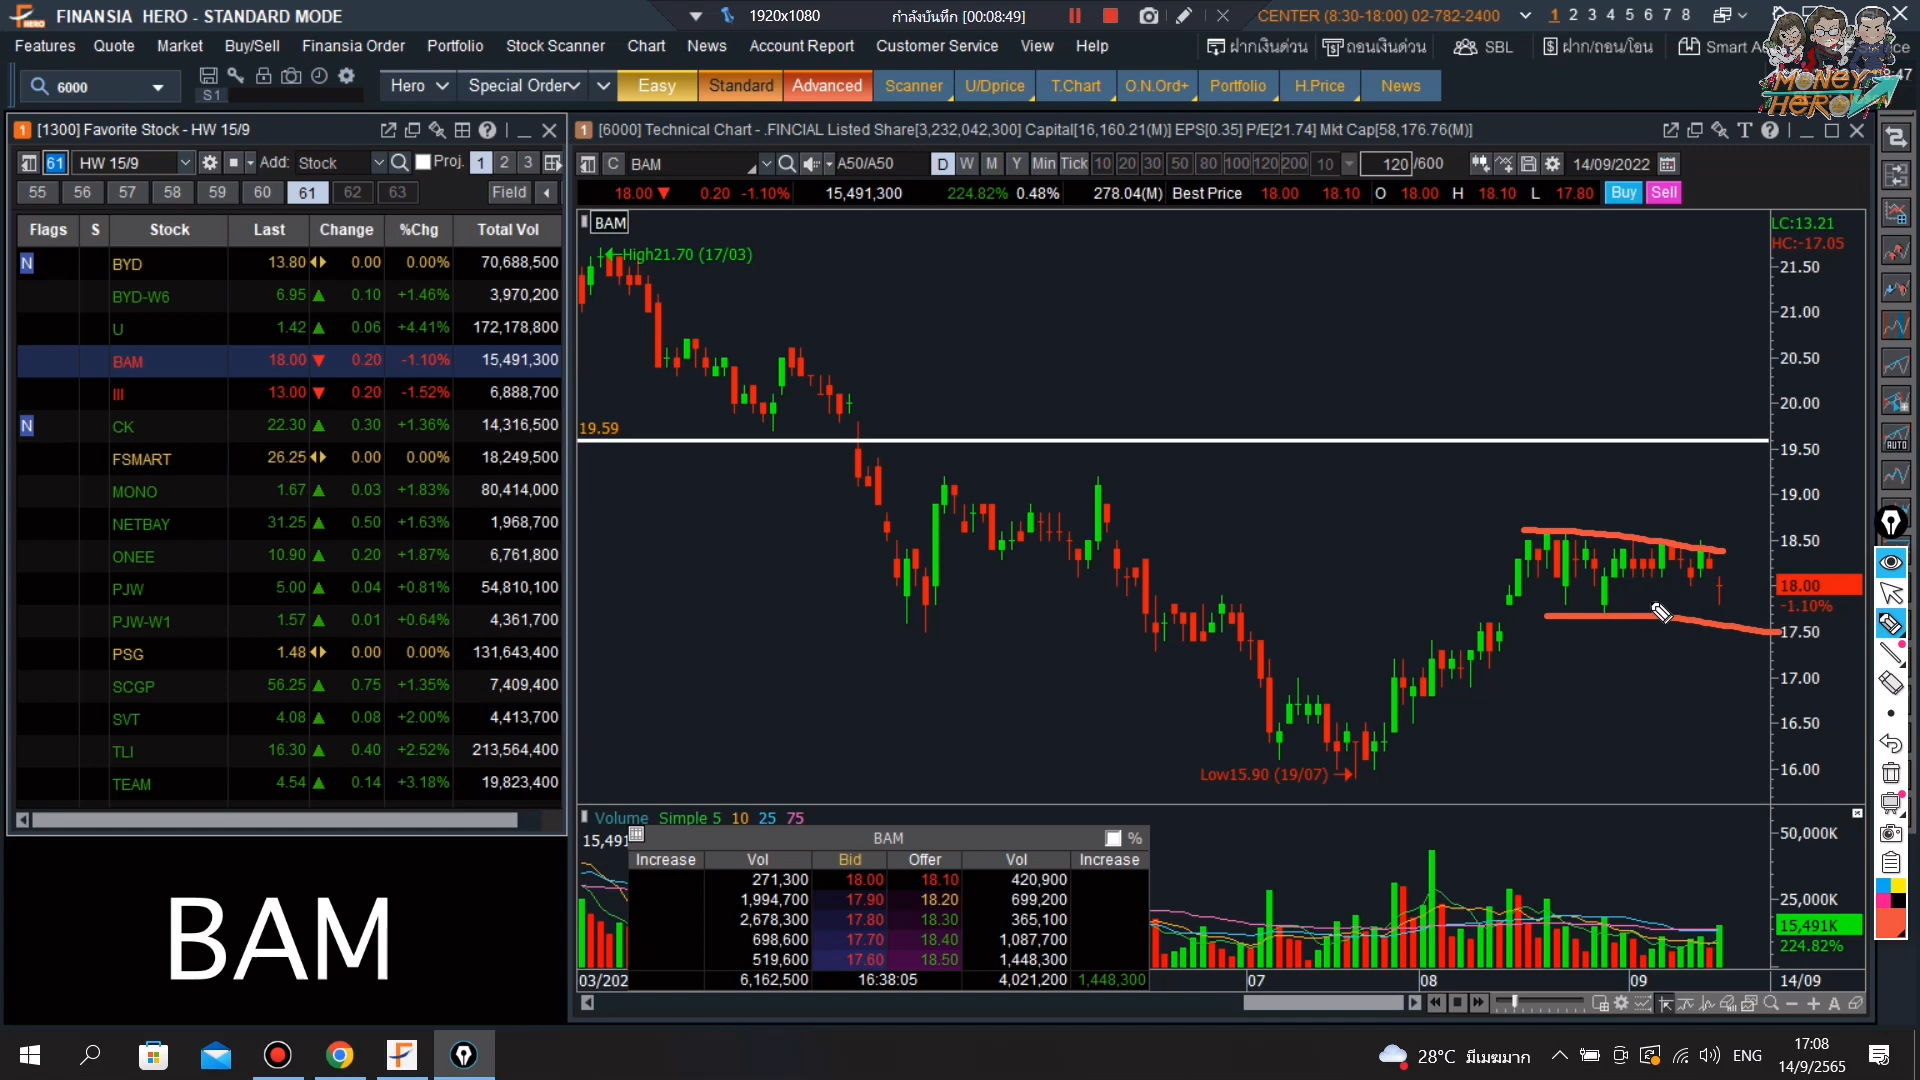 FINANSIA HERO - STANDARD MODE
1920x1080
กำลังบันทึก [00:08:49]
CENTER (8:30-18:00) 02-782-2400
1 2 3 4 5 6 7 8
Features Quote Market Buy/Sell Finansia Order Portfolio Stock Scanner Chart News Account Report Customer Service View Help
ฝากเงินด่วน ถอนเงินด่วน SBL ฝาก/ถอน/โอน
MONEY HERO
6000 S1 Hero Special Order Easy Standard Advanced Scanner U/Dprice T.Chart O.N.Ord+ Portfolio H.Price News
1 [1300] Favorite Stock - HW 15/9
61 HW 15/9 Add: Stock Proj. 1 2 3
55 56 57 58 59 60 61 62 63 Field
Flags S Stock Last Change %Chg Total Vol
N BYD 13.80 0.00 0.00% 70,688,500
BYD-W6 6.95 0.10 +1.46% 3,970,200
U 1.42 0.06 +4.41% 172,178,800
BAM 18.00 0.20 -1.10% 15,491,300
III 13.00 0.20 -1.52% 6,888,700
N CK 22.30 0.30 +1.36% 14,316,500
FSMART 26.25 0.00 0.00% 18,249,500
MONO 1.67 0.03 +1.83% 80,414,000
NETBAY 31.25 0.50 +1.63% 1,968,700
ONEE 10.90 0.20 +1.87% 6,761,800
PJW 5.00 0.04 +0.81% 54,810,100
PJW-W1 1.57 0.01 +0.64% 4,361,700
PSG 1.48 0.00 0.00% 131,643,400
SCGP 56.25 0.75 +1.35% 7,409,400
SVT 4.08 0.08 +2.00% 4,413,700
TLI 16.30 0.40 +2.52% 213,564,400
TEAM 4.54 0.14 +3.18% 19,823,400
BAM
1 [6000] Technical Chart - .FINCIAL Listed Share[3,232,042,300] Capital[16,160.21(M)] EPS[0.35] P/E[21.74] Mkt Cap[58,176.76(M)]
C BAM A50/A50 D W M Y Min Tick 10 20 30 50 80 100 120 200 10 120 /600 14/09/2022
18.00 0.20 -1.10% 15,491,300 224.82% 0.48% 278.04(M) Best Price 18.00 18.10 O 18.00 H 18.10 L 17.80 Buy Sell
BAM
High21.70 (17/03)
19.59
Low15.90 (19/07)
LC:13.21
HC:-17.05
21.50
21.00
20.50
20.00
19.50
19.00
18.50
18.00
-1.10%
17.50
17.00
16.50
16.00
AUTO
Volume Simple 5 10 25 75
15,491
BAM %
Increase Vol Bid Offer Vol Increase
271,300 18.00 18.10 420,900
1,994,700 17.90 18.20 699,200
2,678,300 17.80 18.30 365,100
698,600 17.70 18.40 1,087,700
519,600 17.60 18.50 1,448,300
6,162,500 16:38:05 4,021,200 1,448,300
50,000K
25,000K
15,491K
224.82%
03/202 07 08 09 14/09
A
28°C มีเมฆมาก ENG
17:08
14/9/2565